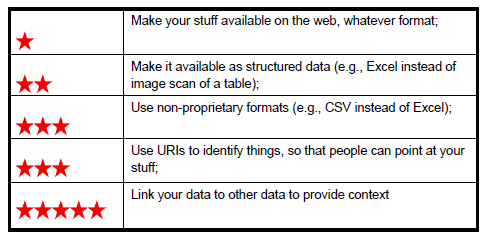 Make your stuff available on the web, whatever format;
Make it available as structured data (e.g., Excel instead of
image scan of a table);
Use non-proprietary formats (e.g., CSV instead of Excel);
Use URIs to identify things, so that people can point at your
stuff;
Link your data to other data to provide context